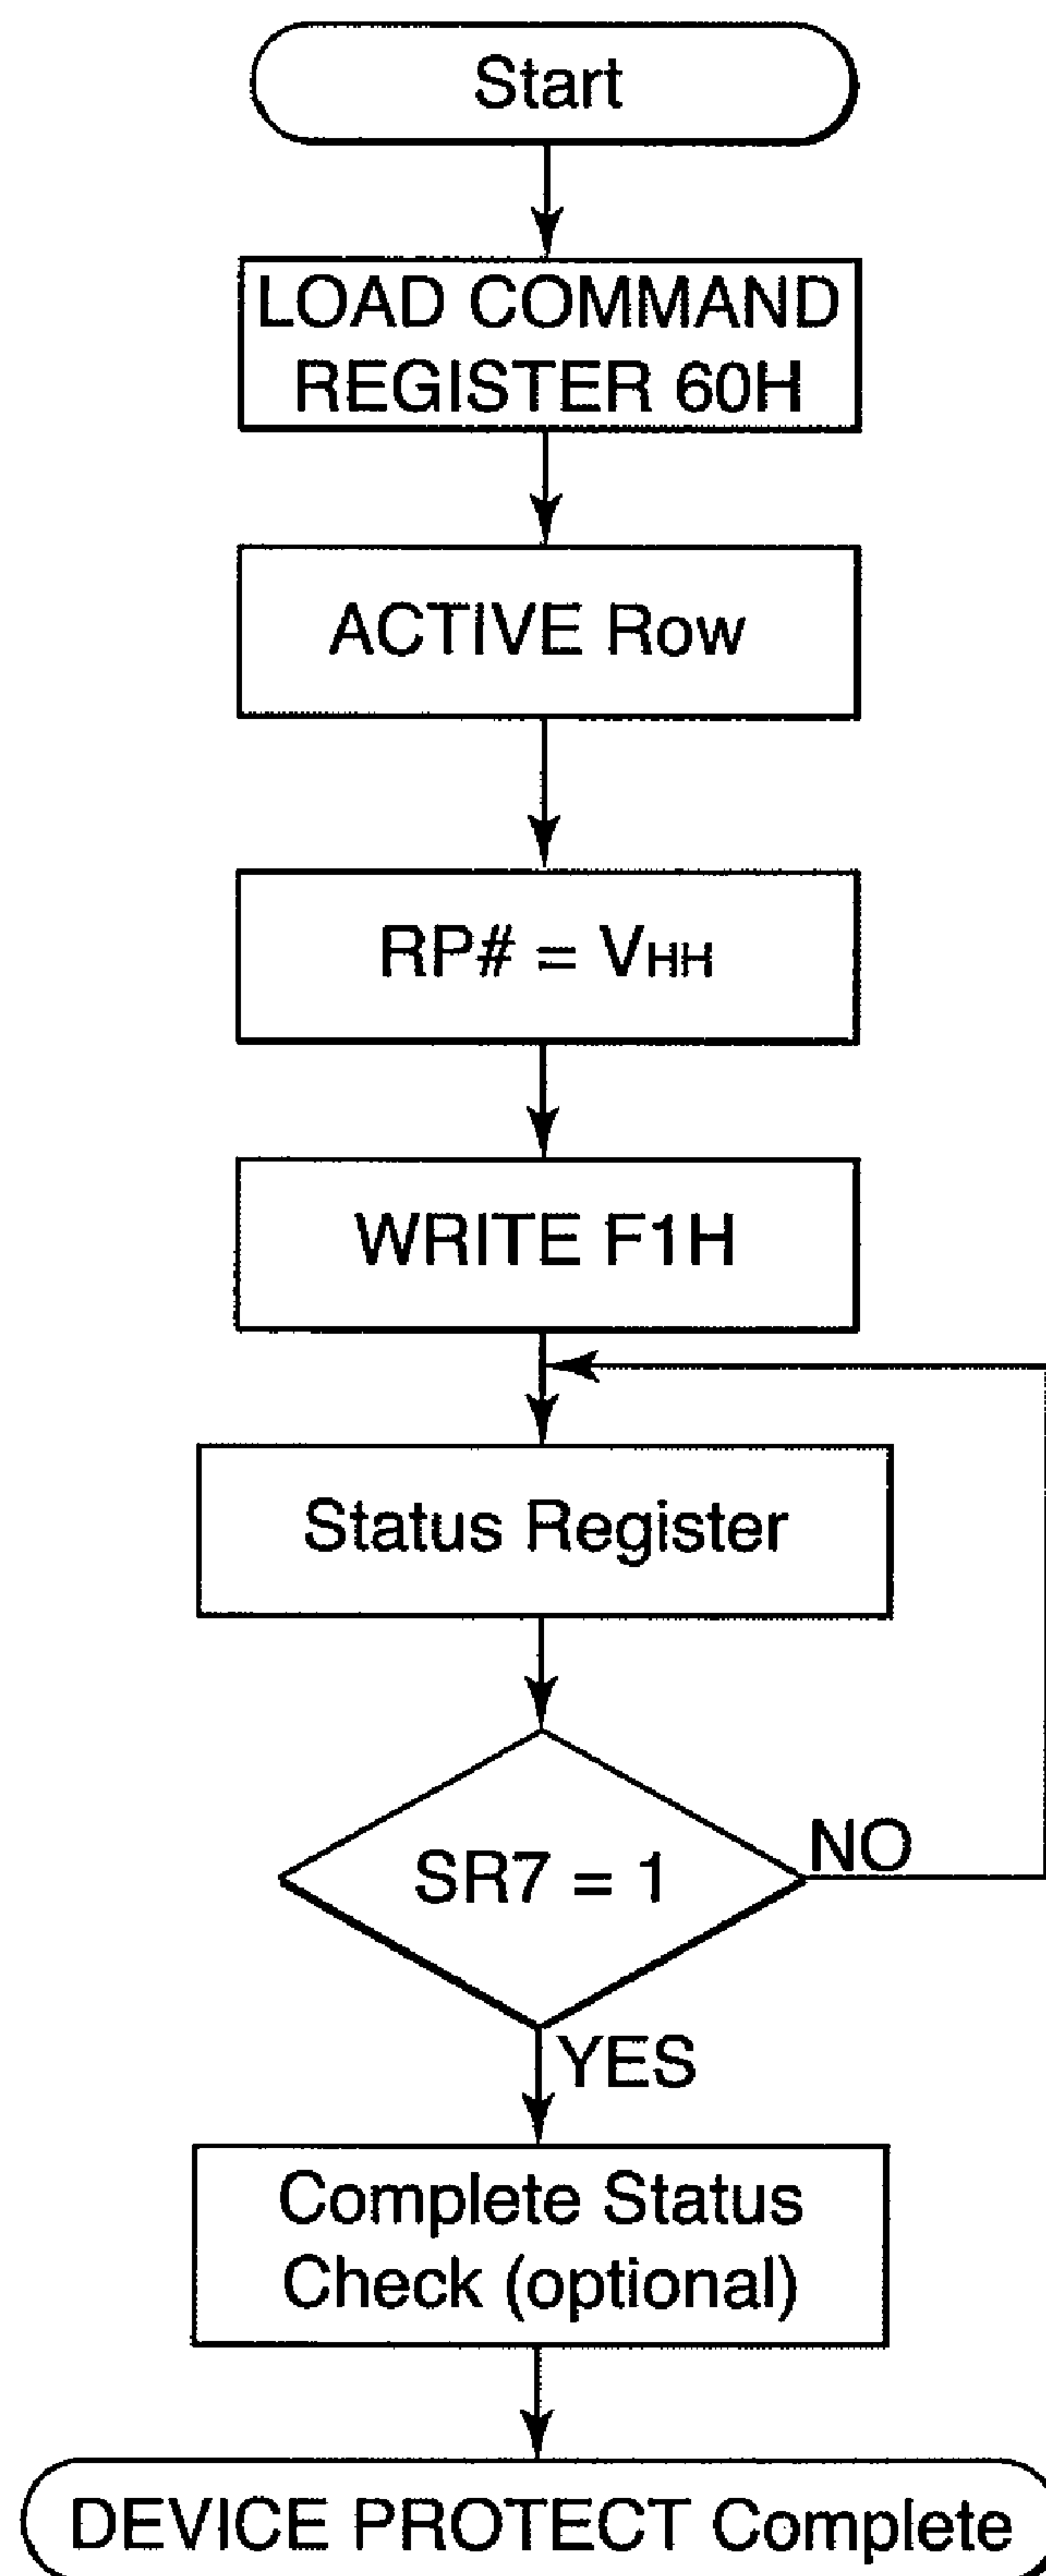 Start
LOAD COMMAND
REGISTER 60H
ACTIVE Row
RP# = VHH
WRITE F1H
Status Register
SR7 = 1
NO
YES
Complete Status
Check (optional)
DEVICE PROTECT Complete